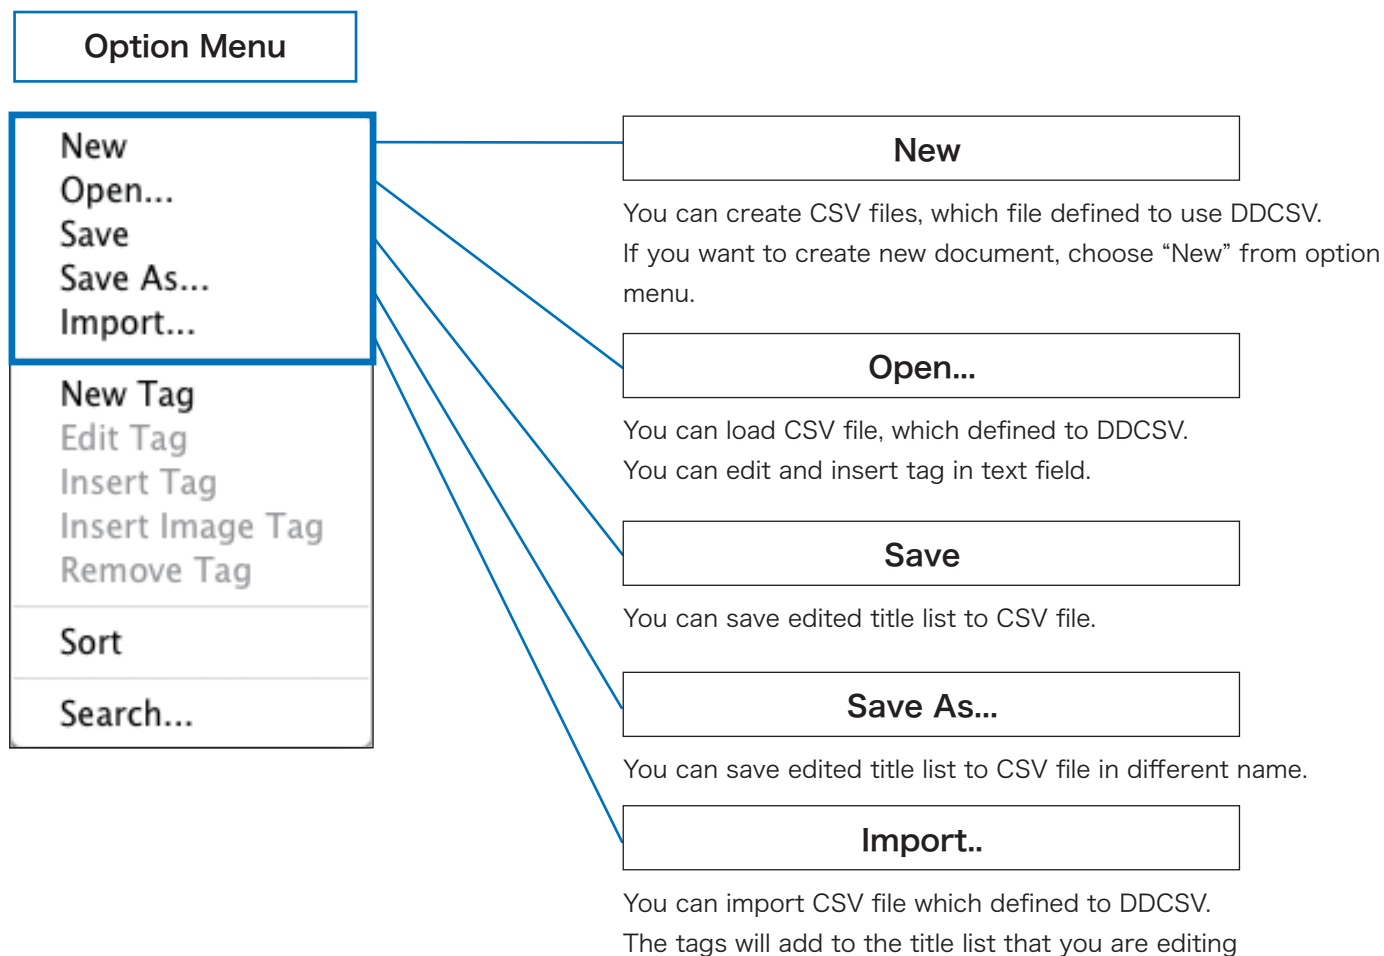 Option Menu
New
Open...
Save
Save As...
Import...
New Tag
Edit Tag
Insert Tag
Insert Image Tag
Remove Tag
Sort
Search...
New
You can create CSV files, which file defined to use DDCSV.
If you want to create new document, choose “New” from option
menu.
Open...
You can load CSV file, which defined to DDCSV.
You can edit and insert tag in text field.
Save
You can save edited title list to CSV file.
Save As...
You can save edited title list to CSV file in different name.
Import..
You can import CSV file which defined to DDCSV.
The tags will add to the title list that you are editing